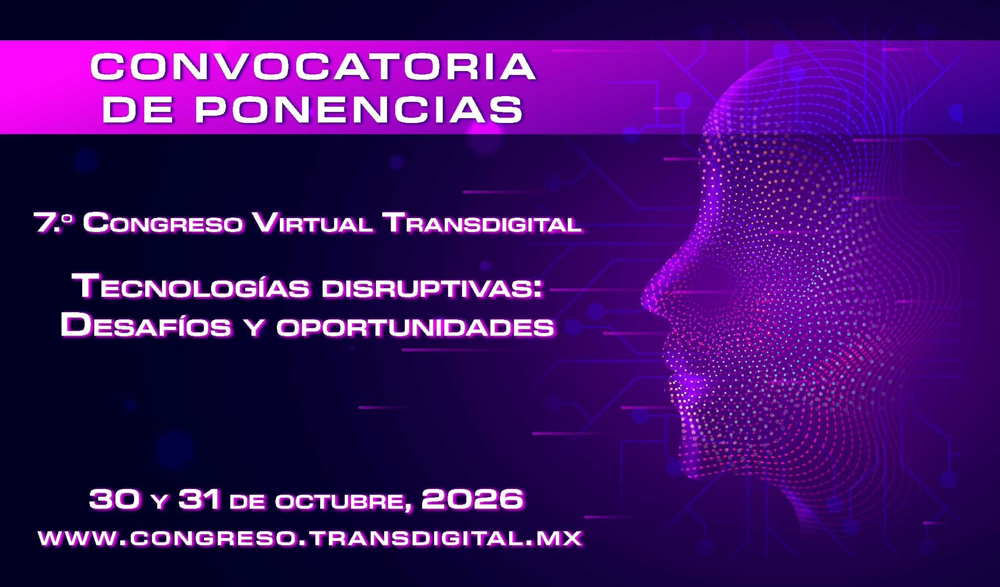 CONVOCATORIA
DE PONENCIAS
7.º Congreso Virtual Transdigital
Tecnologías disruptivas:
Desafíos y oportunidades
30 y 31 de octubre, 2026
www.congreso.transdigital.mx